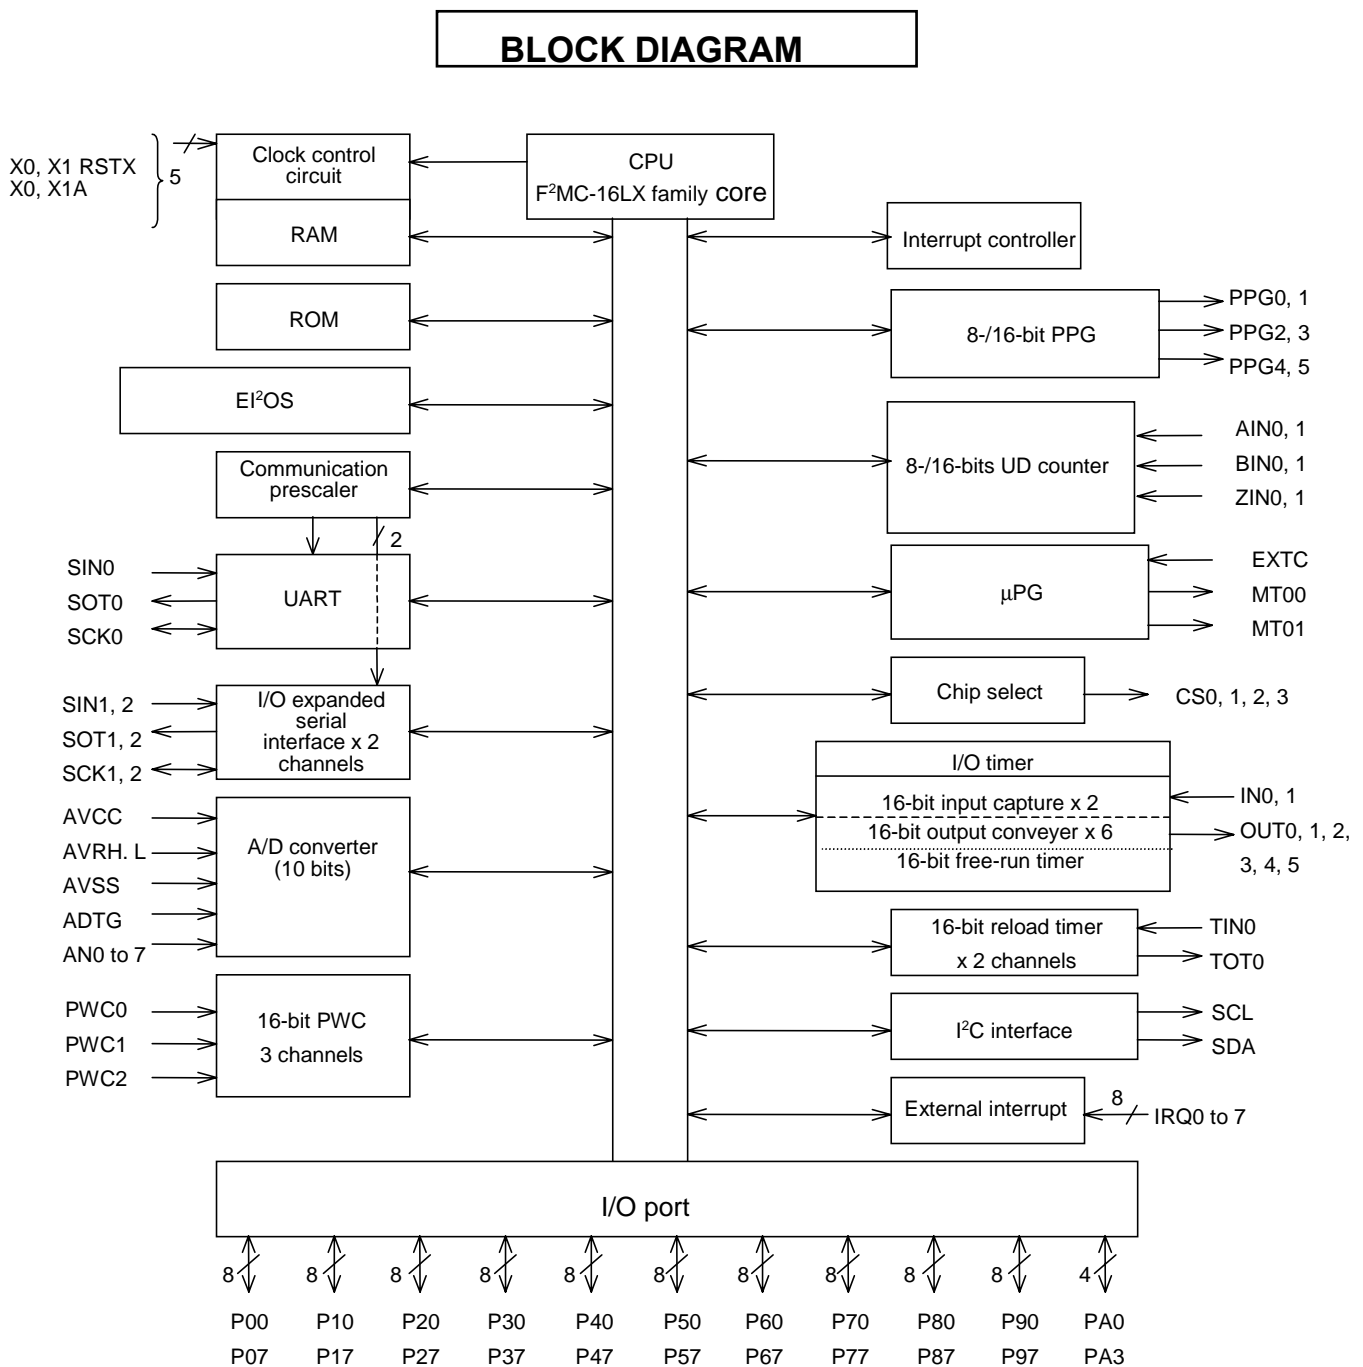 BLOCK DIAGRAM
X0, X1 RSTX
X0, X1A
5
Clock control
circuit
CPU
F²MC-16LX family core
RAM
Interrupt controller
ROM
8-/16-bit PPG
PPG0, 1
PPG2, 3
PPG4, 5
EI²OS
8-/16-bits UD counter
AIN0, 1
BIN0, 1
ZIN0, 1
Communication
prescaler
2
SIN0
SOT0
SCK0
UART
µPG
EXTC
MT00
MT01
SIN1, 2
SOT1, 2
SCK1, 2
I/O expanded
serial
interface x 2
channels
Chip select
CS0, 1, 2, 3
I/O timer
16-bit input capture x 2
16-bit output conveyer x 6
16-bit free-run timer
IN0, 1
OUT0, 1, 2,
3, 4, 5
AVCC
AVRH. L
AVSS
ADTG
AN0 to 7
A/D converter
(10 bits)
16-bit reload timer
x 2 channels
TIN0
TOT0
PWC0
PWC1
PWC2
16-bit PWC
3 channels
I²C interface
SCL
SDA
External interrupt
8
IRQ0 to 7
I/O port
8 8 8 8 8 8 8 8 8 8 4
P00 P10 P20 P30 P40 P50 P60 P70 P80 P90 PA0
P07 P17 P27 P37 P47 P57 P67 P77 P87 P97 PA3